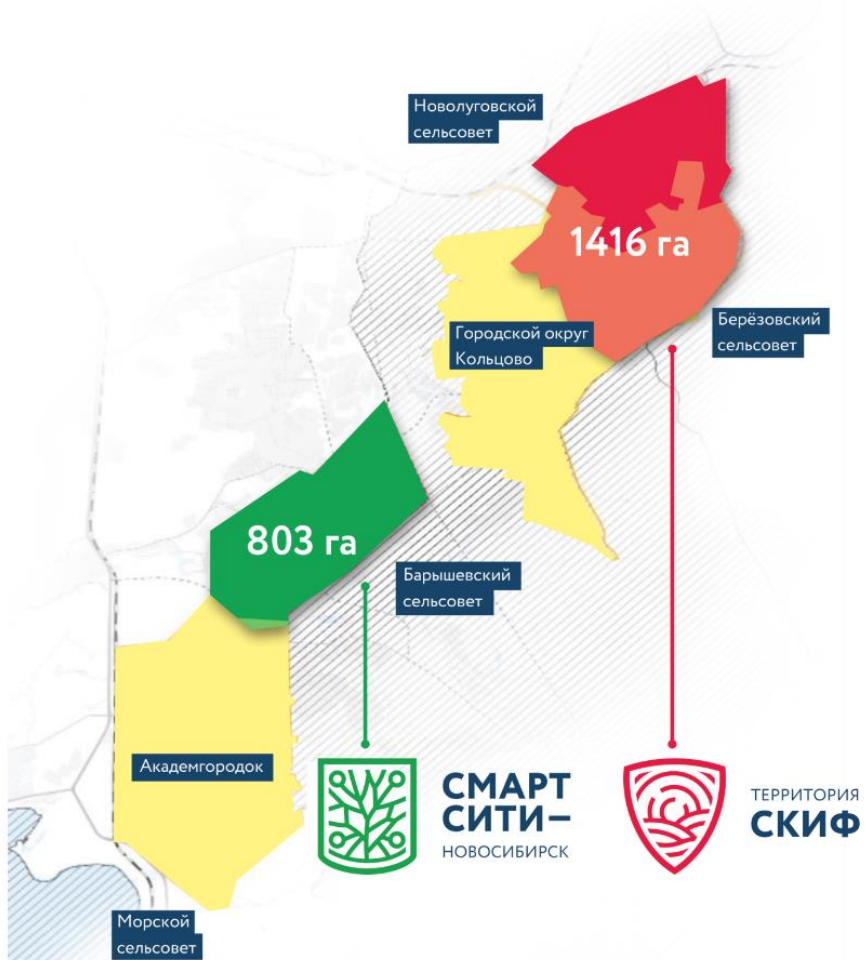 Новолуговской
сельсовет
1416 га
Берёзовский
сельсовет
Городской округ
Кольцово
803 га
Барышевский
сельсовет
Академгородок
СМАРТ
СИТИ–
НОВОСИБИРСК
ТЕРРИТОРИЯ
СКИФ
Морской
сельсовет